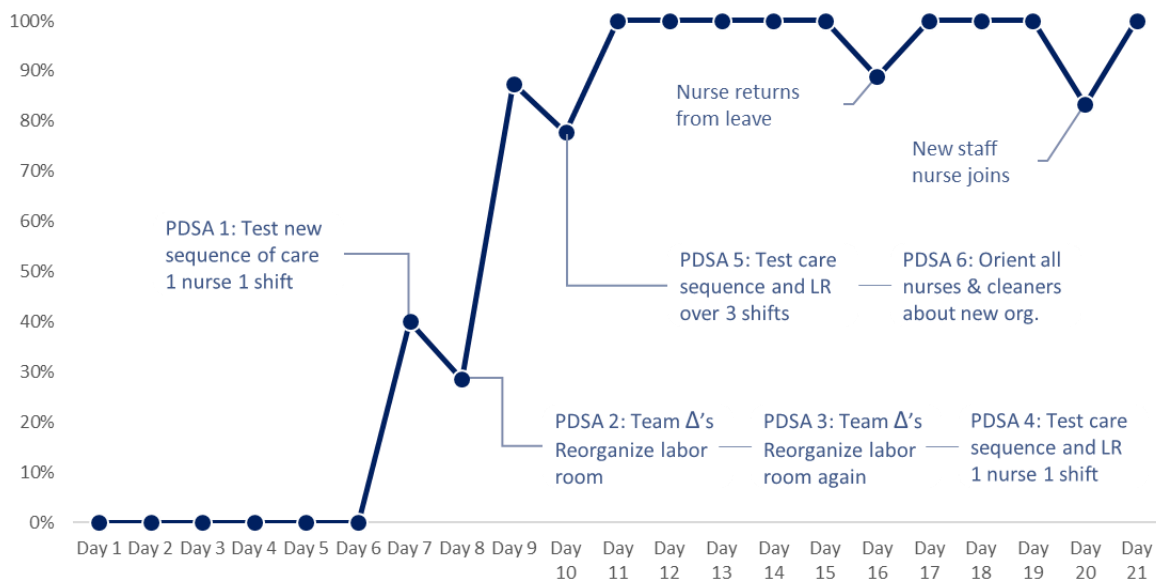 100%
90%
80%
70%
60%
50%
40%
30%
20%
10%
0%
Nurse returns
from leave
New staff
nurse joins
PDSA 1: Test new
sequence of care
1 nurse 1 shift
PDSA 5: Test care
sequence and LR
over 3 shifts
PDSA 6: Orient all
nurses & cleaners
about new org.
PDSA 2: Team Δ's
Reorganize labor
room
PDSA 3: Team Δ's
Reorganize labor
room again
PDSA 4: Test care
sequence and LR
1 nurse 1 shift
Day 1 Day 2 Day 3 Day 4 Day 5 Day 6 Day 7 Day 8 Day 9 Day Day Day Day Day Day Day Day Day Day Day Day
10 11 12 13 14 15 16 17 18 19 20 21